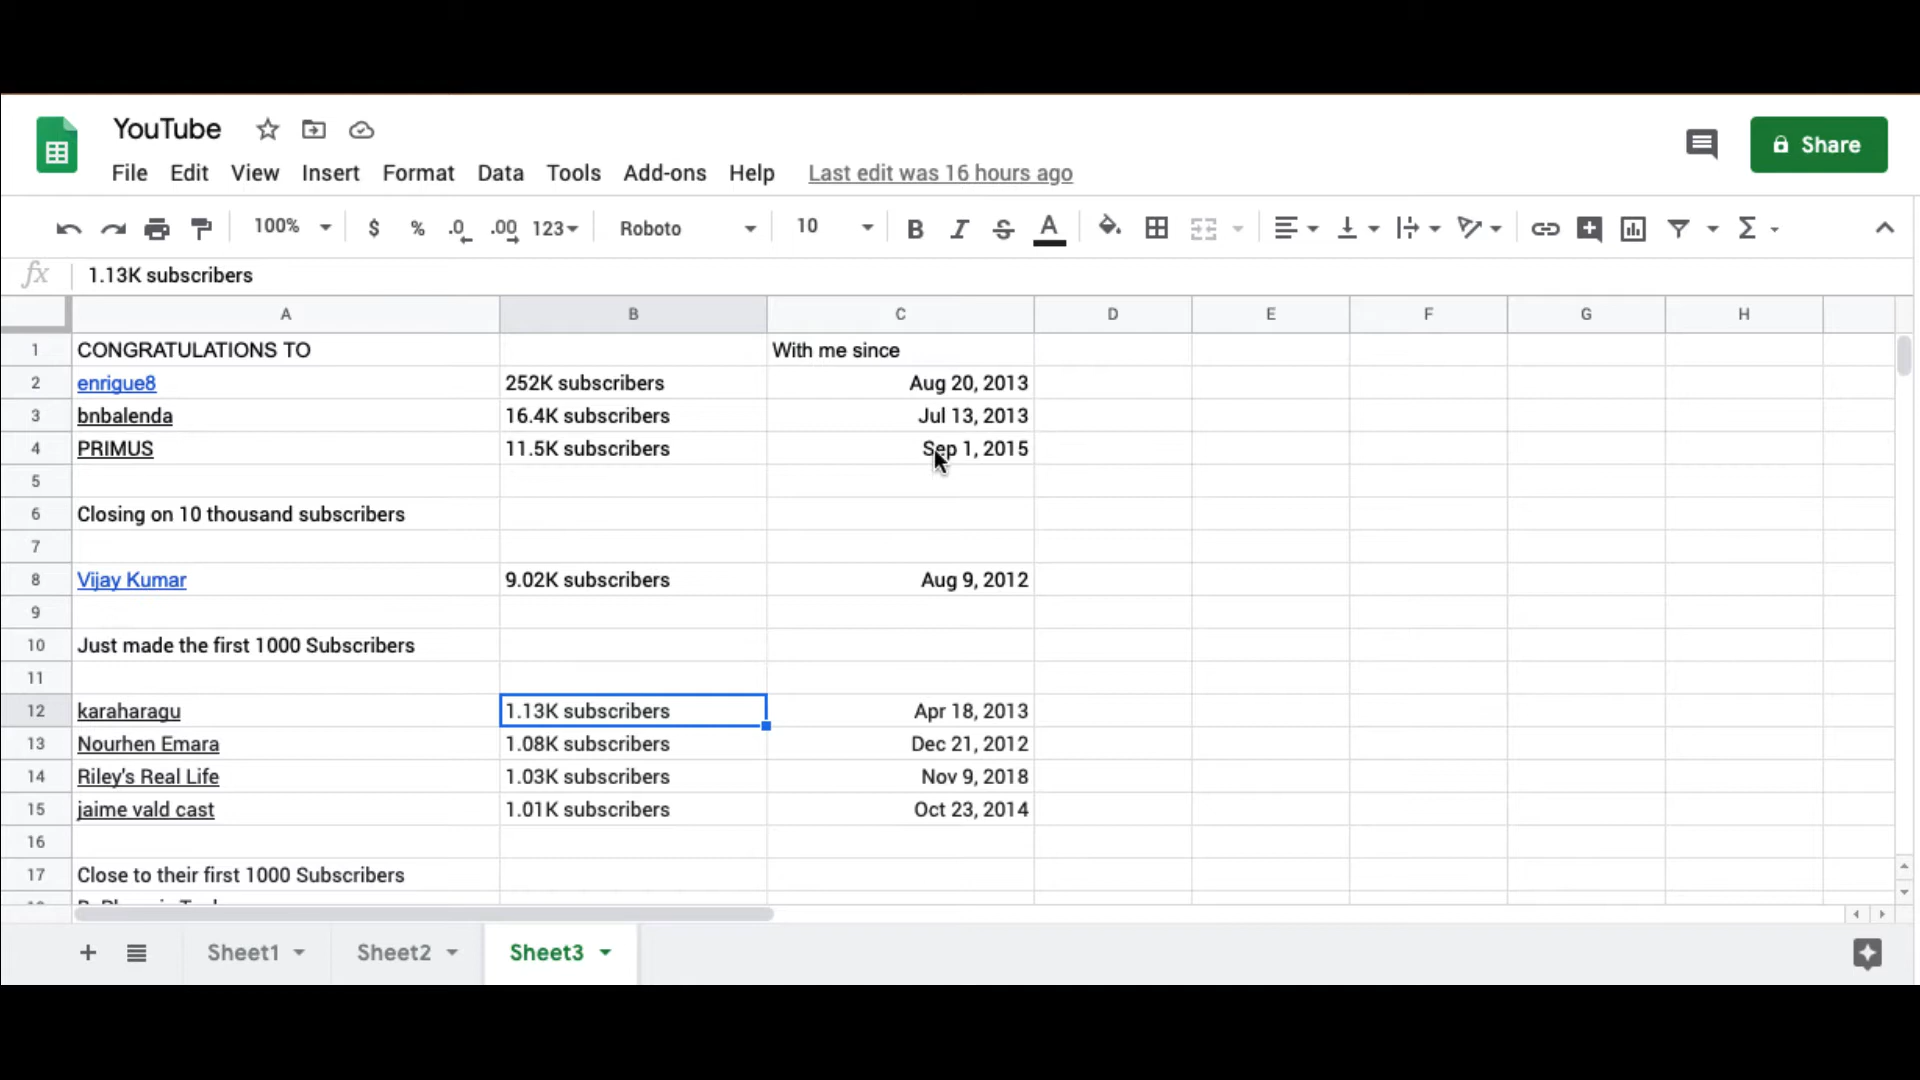 YouTube
File Edit View Insert Format Data Tools Add-ons Help Last edit was 16 hours ago
Share
100% $ % .0 .00 123 Roboto 10 B I S A Σ
fx 1.13K subscribers
A B C D E F G H
1 CONGRATULATIONS TO With me since
2 enrigue8 252K subscribers Aug 20, 2013
3 bnbalenda 16.4K subscribers Jul 13, 2013
4 PRIMUS 11.5K subscribers Sep 1, 2015
5
6 Closing on 10 thousand subscribers
7
8 Vijay Kumar 9.02K subscribers Aug 9, 2012
9
10 Just made the first 1000 Subscribers
11
12 karaharagu 1.13K subscribers Apr 18, 2013
13 Nourhen Emara 1.08K subscribers Dec 21, 2012
14 Riley's Real Life 1.03K subscribers Nov 9, 2018
15 jaime vald cast 1.01K subscribers Oct 23, 2014
16
17 Close to their first 1000 Subscribers
Sheet1 Sheet2 Sheet3